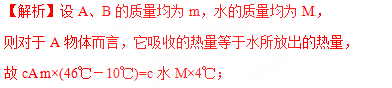 【解析】设 A、B 的质量均为 m，水的质量均为 M，
则对于 A 物体而言，它吸收的热量等于水所放出的热量，
故 cA m×(46℃－10℃)=c 水 M×4℃；